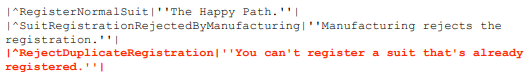 |^RegisterNormalSuit|''The Happy Path.''|
|^SuitRegistrationRejectedByManufacturing|''Manufacturing rejects the
registration.''|
|^RejectDuplicateRegistration|''You can't register a suit that's already
registered.''|